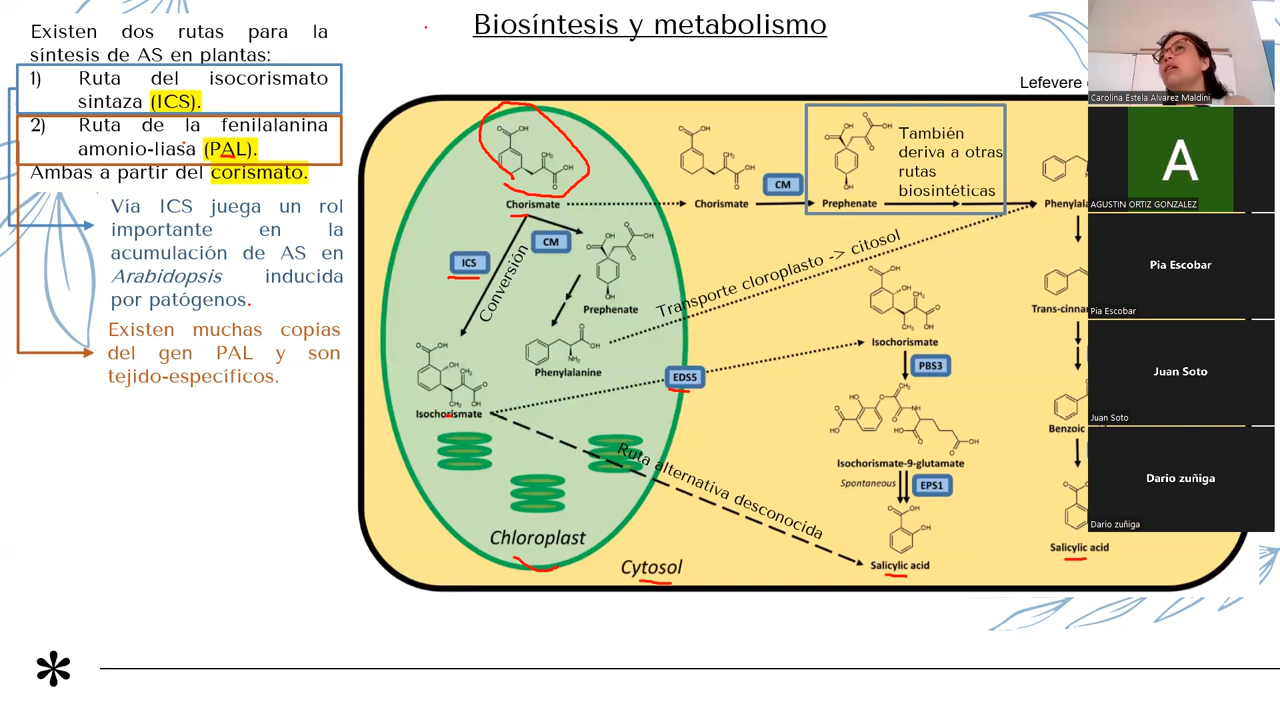 Biosíntesis y metabolismo
Existen dos rutas para la
síntesis de AS en plantas:
1) Ruta del isocorismato
sintaza (ICS).
2) Ruta de la fenilalanina
amonio-liasa (PAL).
Ambas a partir del corismato.
Vía ICS juega un rol
importante en la
acumulación de AS en
Arabidopsis inducida
por patógenos.
Existen muchas copias
del gen PAL y son
tejido-específicos.
Lefevere
Chorismate
ICS
CM
Conversión
Prephenate
Phenylalanine
Isochorismate
Chloroplast
Cytosol
EDS5
Transporte cloroplasto -> citosol
Ruta alternativa desconocida
Chorismate
CM
Prephenate
También
deriva a otras
rutas
biosintéticas
Isochorismate
PBS3
Isochorismate-9-glutamate
Spontaneous
EPS1
Salicylic acid
Phenylala
Trans-cinna
Benzoic
Salicylic acid
Carolina Estela Alvarez Maldini
A
AGUSTIN ORTIZ GONZALEZ
Pia Escobar
Pia Escobar
Juan Soto
Juan Soto
Dario zuñiga
Dario zuñiga